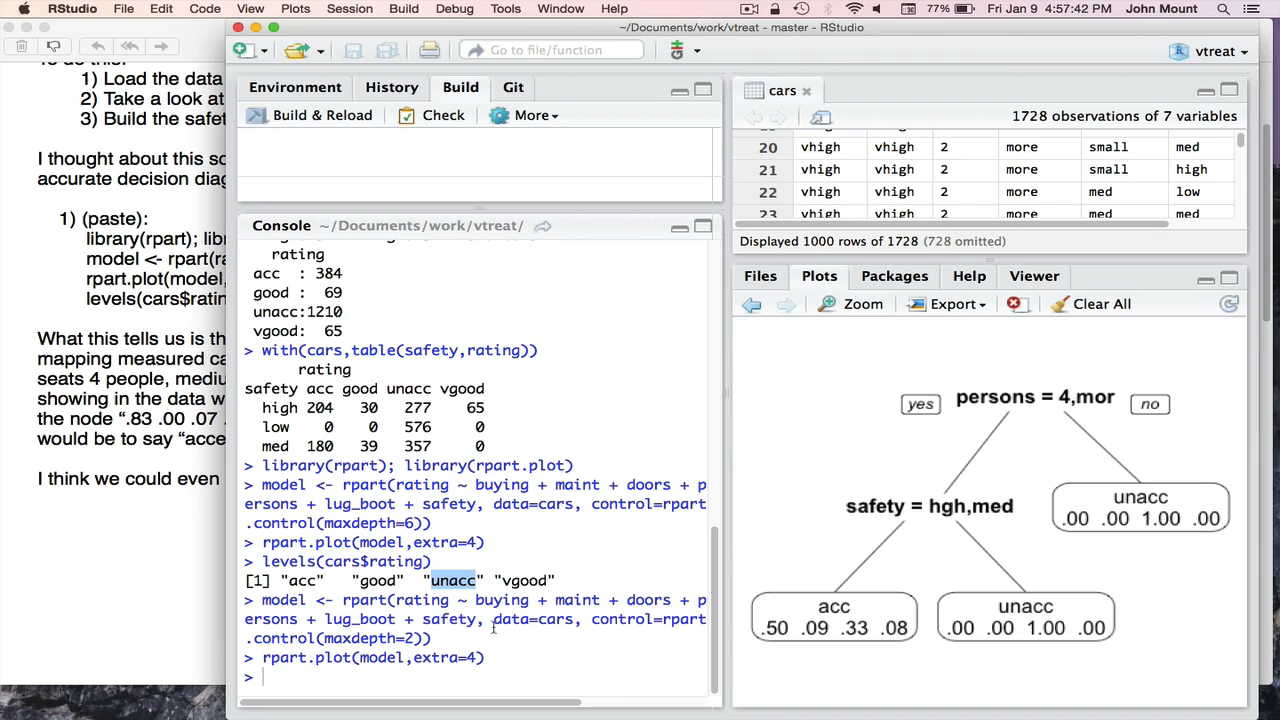 RStudio File Edit Code View Plots Session Build Debug Tools Window Help 77% Fri Jan 9 4:57:42 PM John Mount
~/Documents/work/vtreat - master - RStudio
Go to file/function
vtreat
To do this:
1) Load the data
2) Take a look at
3) Build the safet
I thought about this sc
accurate decision diag
1) (paste):
library(rpart); libr
model <- rpart(ra
rpart.plot(model,
levels(cars$rating
What this tells us is th
mapping measured ca
seats 4 people, mediu
showing in the data w
the node “.83 .00 .07
would be to say “acce
I think we could even
Environment History Build Git
Build & Reload Check More
Console ~/Documents/work/vtreat/
rating
acc : 384
good : 69
unacc:1210
vgood: 65
> with(cars,table(safety,rating))
rating
safety acc good unacc vgood
high 204 30 277 65
low 0 0 576 0
med 180 39 357 0
> library(rpart); library(rpart.plot)
> model <- rpart(rating ~ buying + maint + doors + p
ersons + lug_boot + safety, data=cars, control=rpart
.control(maxdepth=6))
> rpart.plot(model,extra=4)
> levels(cars$rating)
[1] "acc" "good" "unacc" "vgood"
> model <- rpart(rating ~ buying + maint + doors + p
ersons + lug_boot + safety, data=cars, control=rpart
.control(maxdepth=2))
> rpart.plot(model,extra=4)
>
cars
1728 observations of 7 variables
20 vhigh vhigh 2 more small med
21 vhigh vhigh 2 more small high
22 vhigh vhigh 2 more med low
23 vhigh vhigh 2 more med med
Displayed 1000 rows of 1728 (728 omitted)
Files Plots Packages Help Viewer
Zoom Export Clear All
yes persons = 4,mor no
safety = hgh,med
unacc
.00 .00 1.00 .00
acc
.50 .09 .33 .08
unacc
.00 .00 1.00 .00